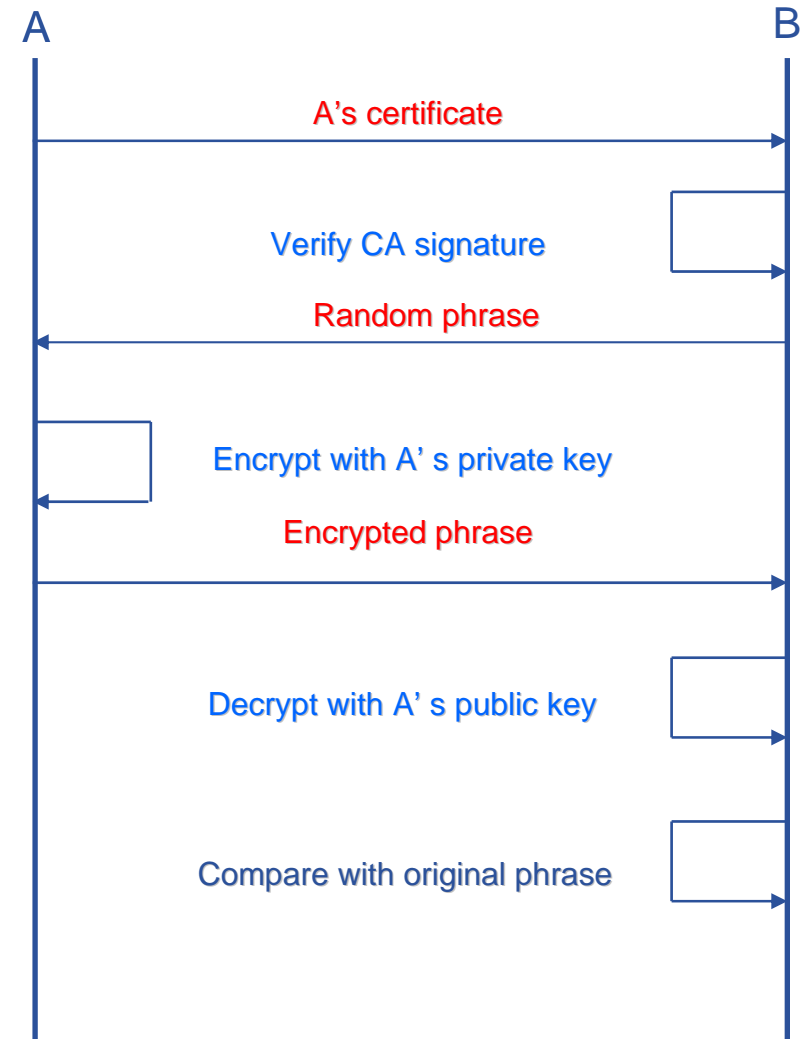 A
B
A’s certificate
Verify CA signature
Random phrase
Encrypt with A’ s private key
Encrypted phrase
Decrypt with A’ s public key
Compare with original phrase